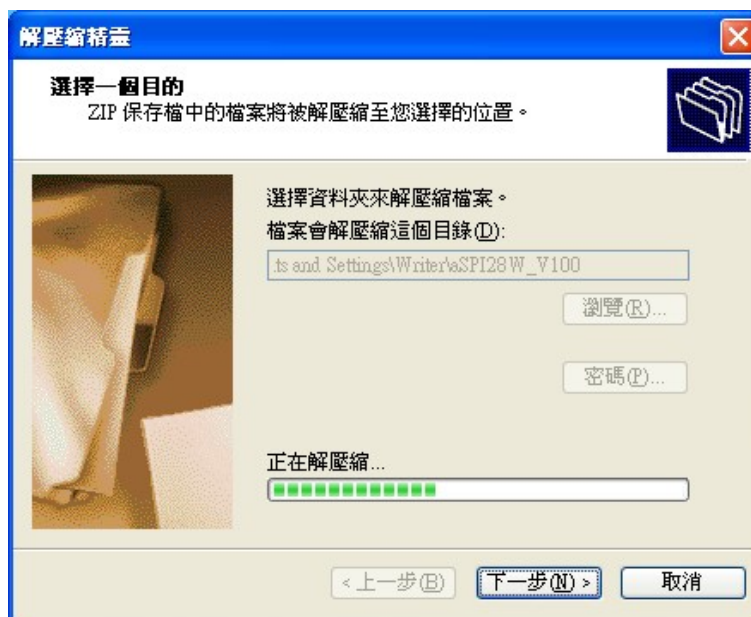 解壓縮精靈
選擇一個目的
ZIP 保存檔中的檔案將被解壓縮至您選擇的位置。
選擇資料夾來解壓縮檔案。
檔案會解壓縮這個目錄(D):
.ts and Settings\Writer\aSPI28W_V100
瀏覽(R)...
密碼(P)...
正在解壓縮...
<上一步(B) 下一步(N)> 取消